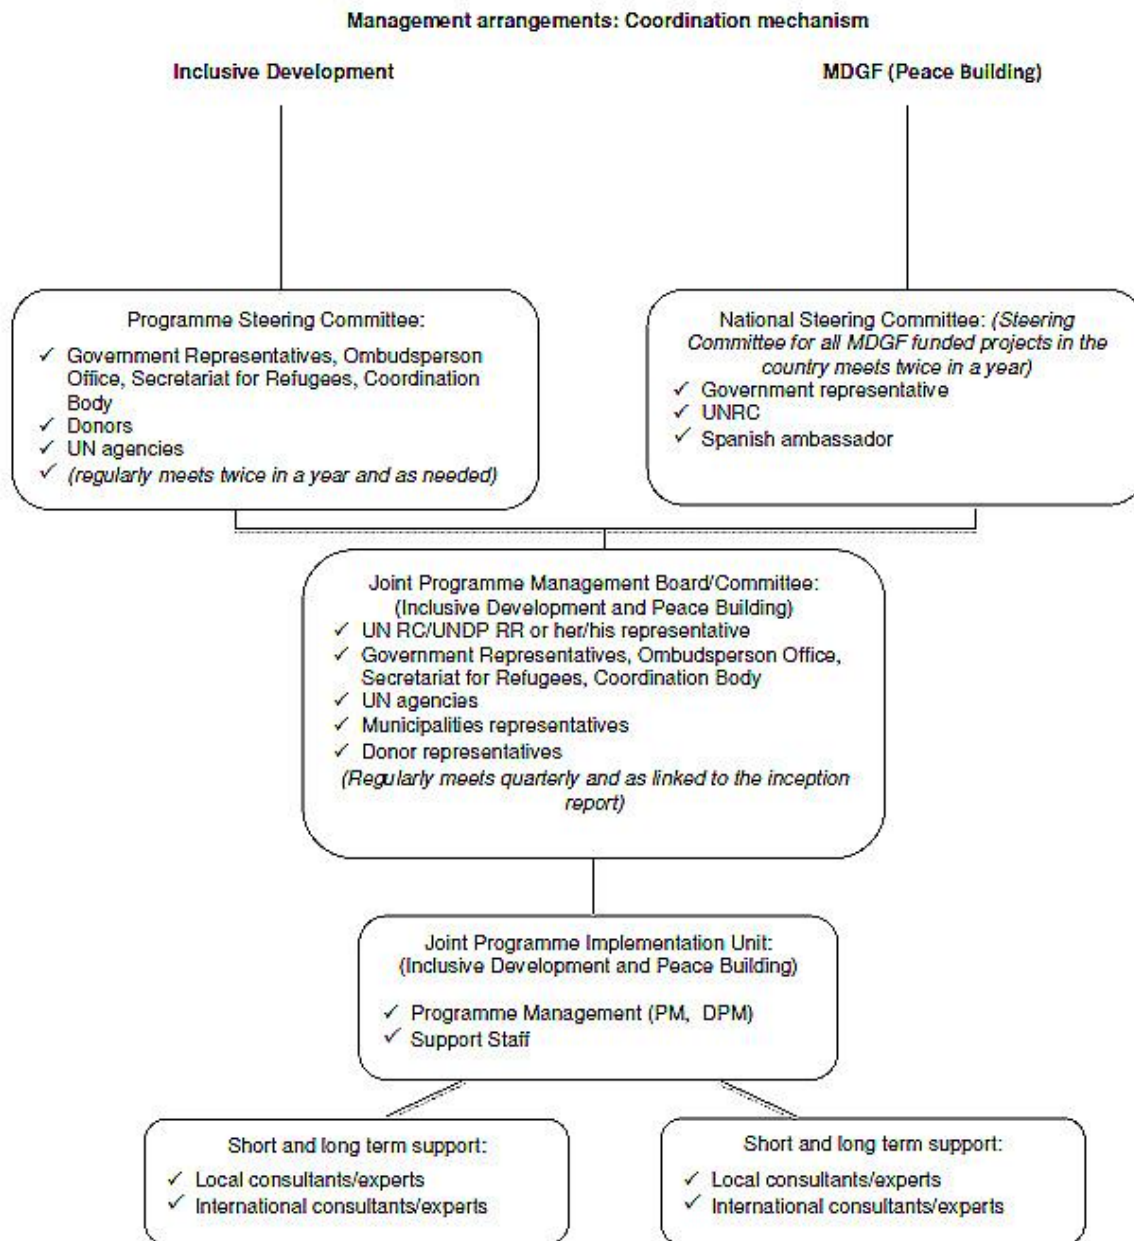 Management arrangements: Coordination mechanism
Inclusive Development
MDGF (Peace Building)
Programme Steering Committee:
✓ Government Representatives, Ombudsperson
Office, Secretariat for Refugees, Coordination
Body
✓ Donors
✓ UN agencies
✓ (regularly meets twice in a year and as needed)
National Steering Committee: (Steering
Committee for all MDGF funded projects in the
country meets twice in a year)
✓ Government representative
✓ UNRC
✓ Spanish ambassador
Joint Programme Management Board/Committee:
(Inclusive Development and Peace Building)
✓ UN RC/UNDP RR or her/his representative
✓ Government Representatives, Ombudsperson Office,
Secretariat for Refugees, Coordination Body
✓ UN agencies
✓ Municipalities representatives
✓ Donor representatives
(Regularly meets quarterly and as linked to the inception
report)
Joint Programme Implementation Unit:
(Inclusive Development and Peace Building)
✓ Programme Management (PM, DPM)
✓ Support Staff
Short and long term support:
✓ Local consultants/experts
✓ International consultants/experts
Short and long term support:
✓ Local consultants/experts
✓ International consultants/experts